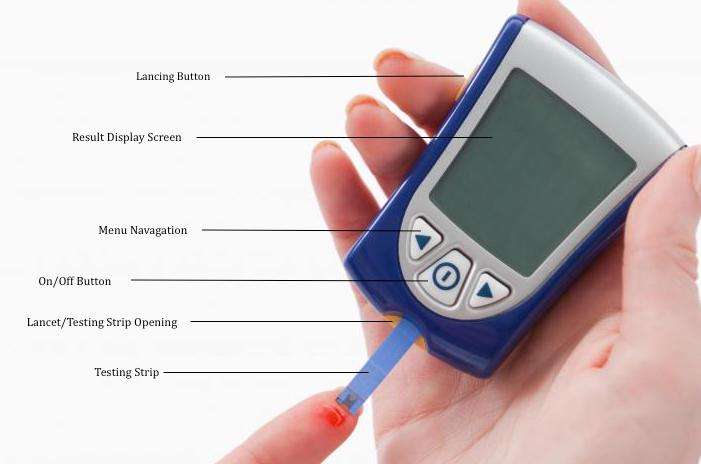 Lancing Button
Result Display Screen
Menu Navagation
On/Off Button
Lancet/Testing Strip Opening
Testing Strip